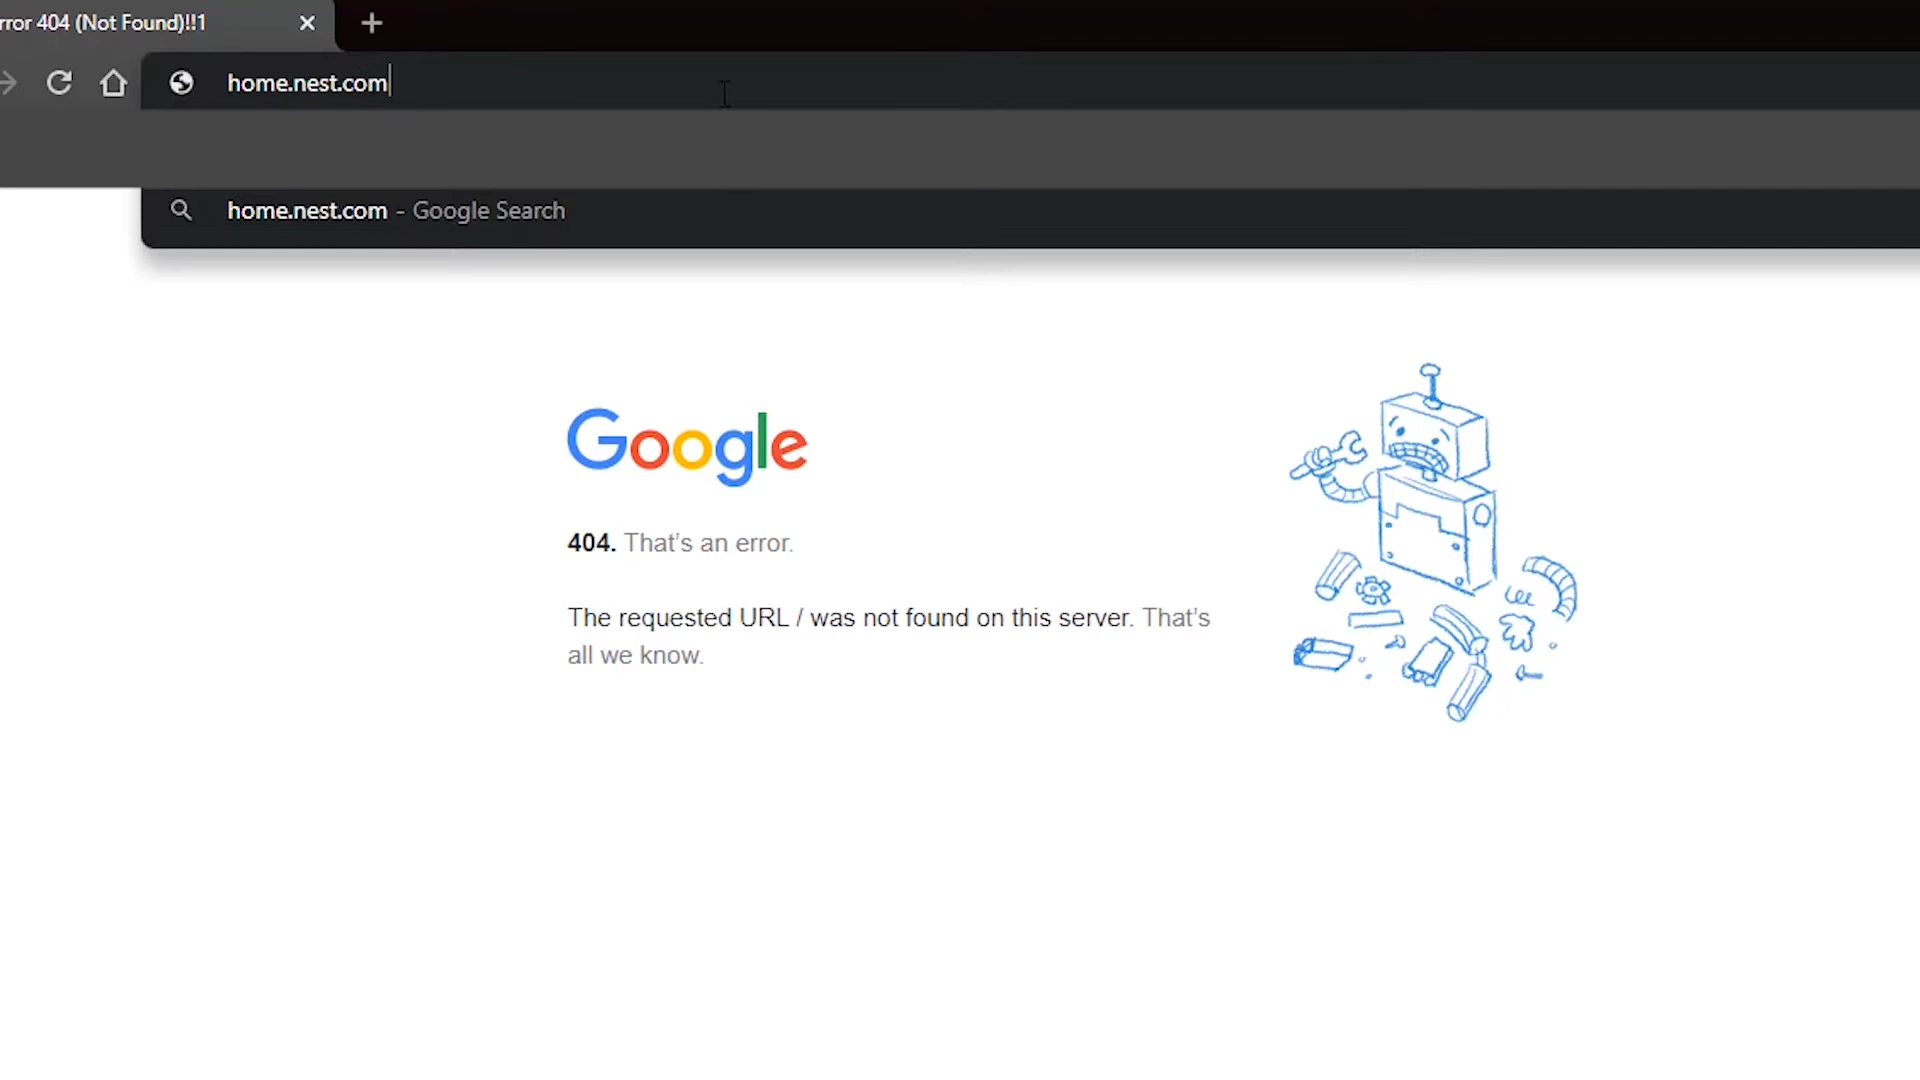 rror 404 (Not Found)!!1
home.nest.com
home.nest.com - Google Search
Google
404. That's an error.
The requested URL / was not found on this server. That's
all we know.